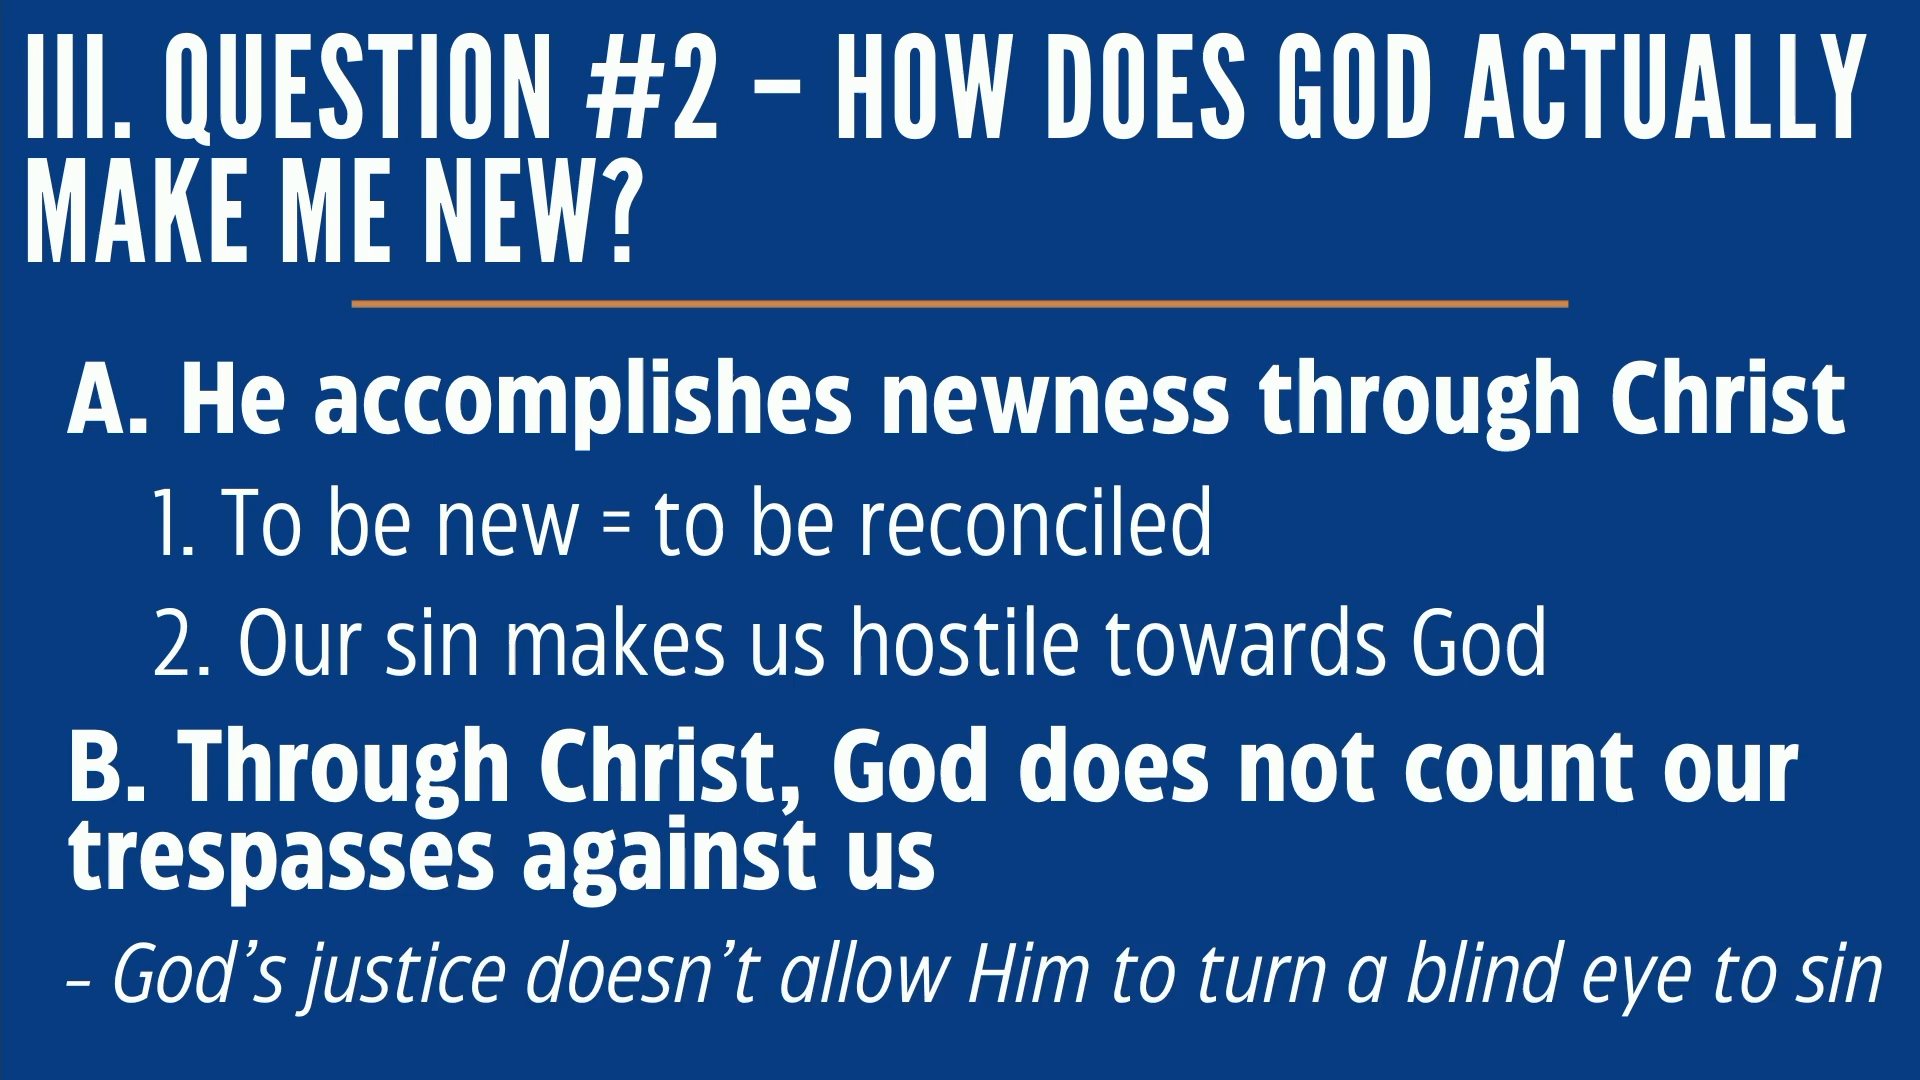 III. QUESTION #2 – HOW DOES GOD ACTUALLY
MAKE ME NEW?
A. He accomplishes newness through Christ
1. To be new = to be reconciled
2. Our sin makes us hostile towards God
B. Through Christ, God does not count our
trespasses against us
– God’s justice doesn’t allow Him to turn a blind eye to sin